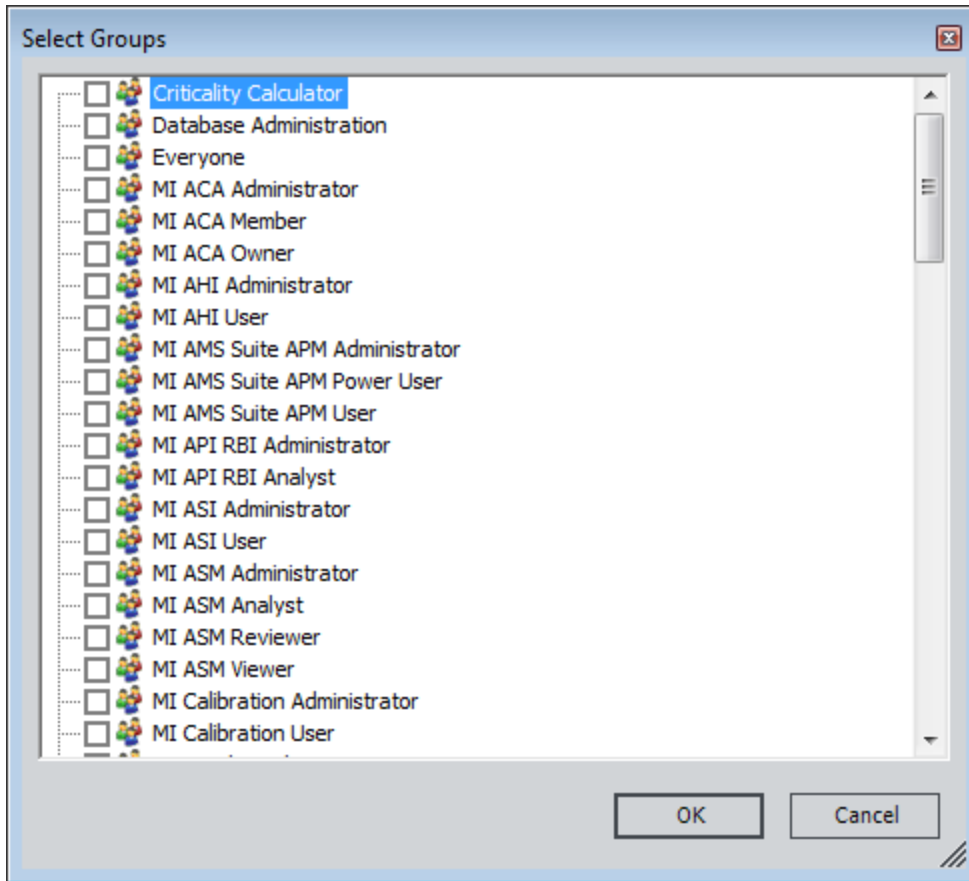 Select Groups
Criticality Calculator
Database Administration
Everyone
MI ACA Administrator
MI ACA Member
MI ACA Owner
MI AHI Administrator
MI AHI User
MI AMS Suite APM Administrator
MI AMS Suite APM Power User
MI AMS Suite APM User
MI API RBI Administrator
MI API RBI Analyst
MI ASI Administrator
MI ASI User
MI ASM Administrator
MI ASM Analyst
MI ASM Reviewer
MI ASM Viewer
MI Calibration Administrator
MI Calibration User
OK Cancel